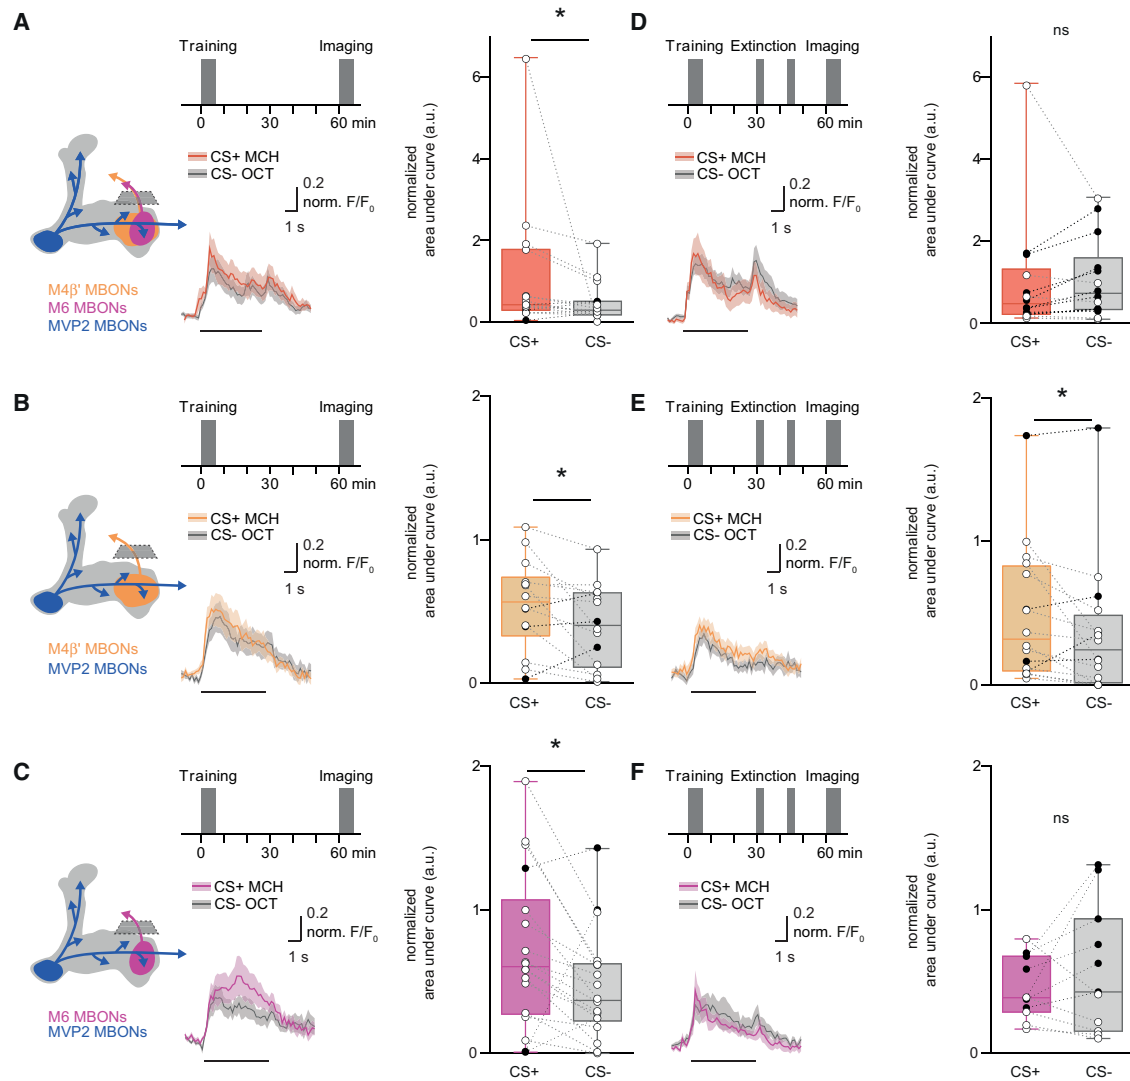 A
Training Imaging
0 30 60 min
CS+ MCH
CS- OCT
0.2
norm. F/F0
1 s
M4β' MBONs
M6 MBONs
MVP2 MBONs
*
normalized
area under curve (a.u.)
6
4
2
0
CS+ CS-
D
Training Extinction Imaging
0 30 60 min
CS+ MCH
CS- OCT
0.2
norm. F/F0
1 s
ns
normalized
area under curve (a.u.)
6
4
2
0
CS+ CS-
B
Training Imaging
0 30 60 min
CS+ MCH
CS- OCT
0.2
norm. F/F0
1 s
M4β' MBONs
MVP2 MBONs
*
normalized
area under curve (a.u.)
2
1
0
CS+ CS-
E
Training Extinction Imaging
0 30 60 min
CS+ MCH
CS- OCT
0.2
norm. F/F0
1 s
*
normalized
area under curve (a.u.)
2
1
0
CS+ CS-
C
Training Imaging
0 30 60 min
CS+ MCH
CS- OCT
0.2
norm. F/F0
1 s
M6 MBONs
MVP2 MBONs
*
normalized
area under curve (a.u.)
2
1
0
CS+ CS-
F
Training Extinction Imaging
0 30 60 min
CS+ MCH
CS- OCT
0.2
norm. F/F0
1 s
ns
normalized
area under curve (a.u.)
2
1
0
CS+ CS-